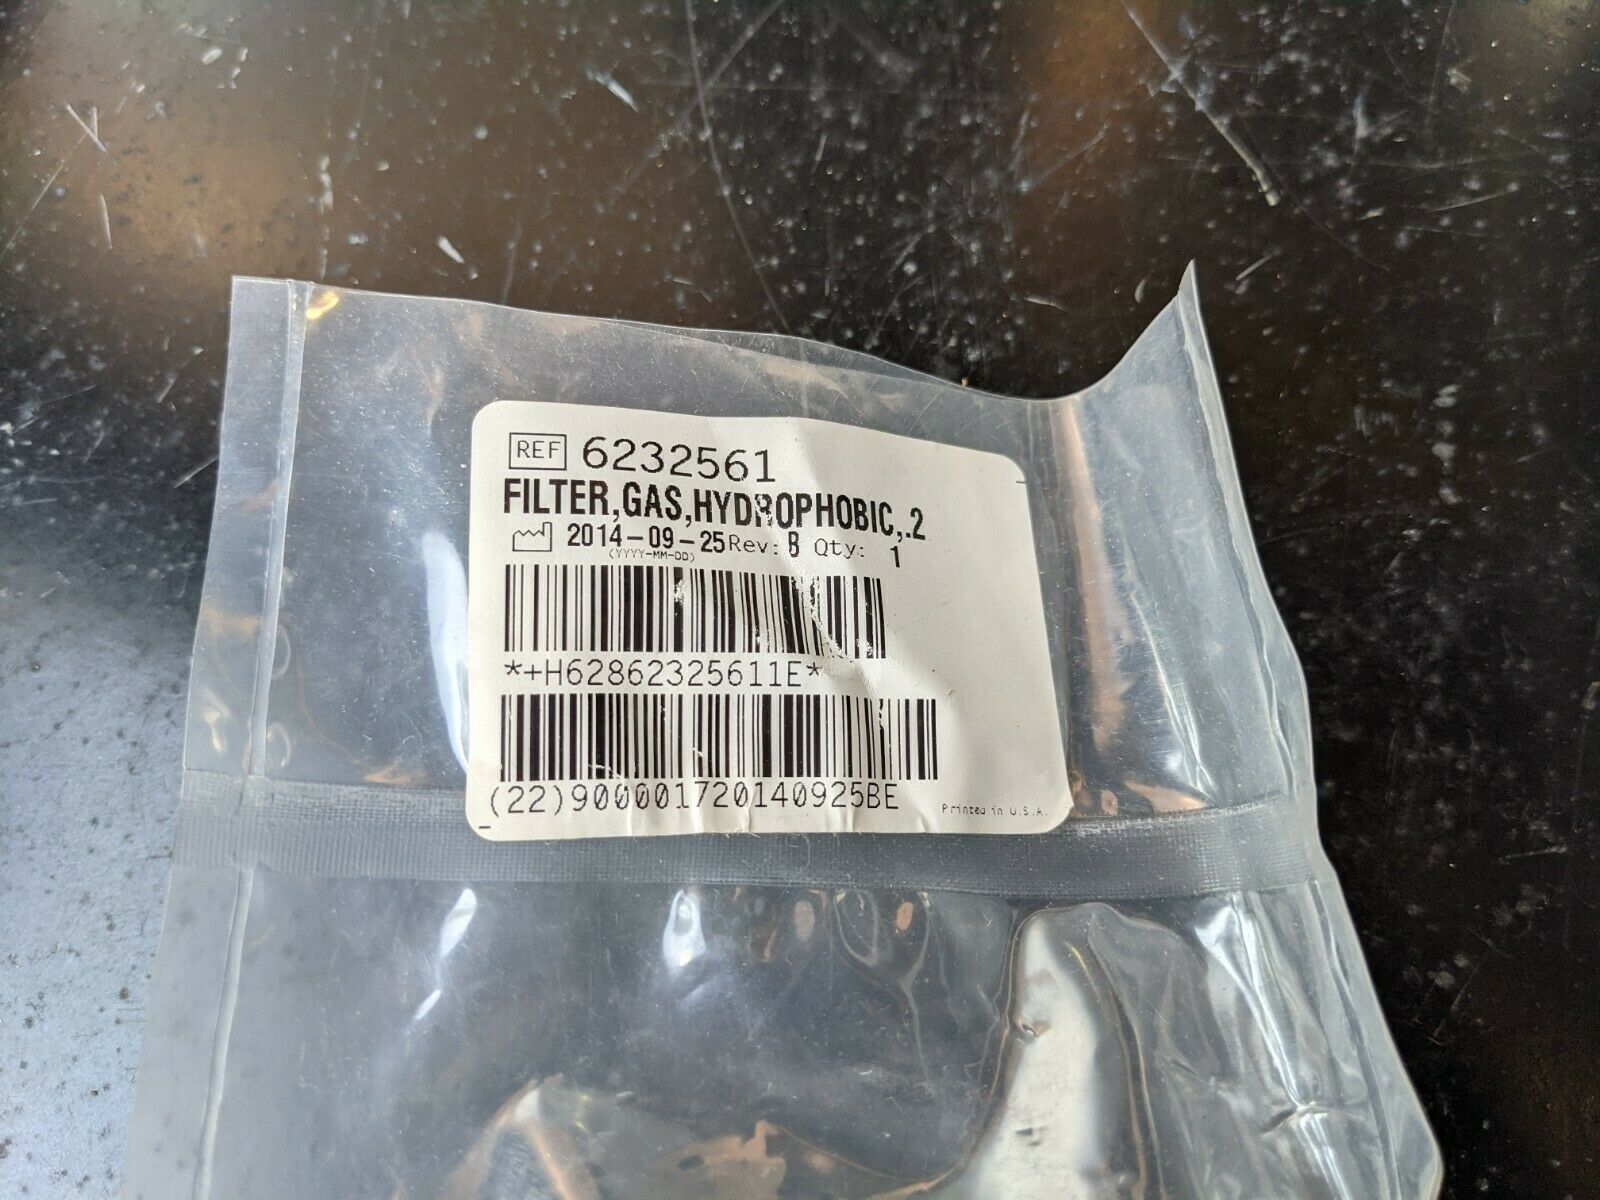 REF 6232561
FILTER,GAS,HYDROPHOBIC,.2
2014-09-25 Rev: B Qty: 1
(YYYY-MM-DD)
*+H62862325611E*
(22)900001720140925BE
Printed in U.S.A.